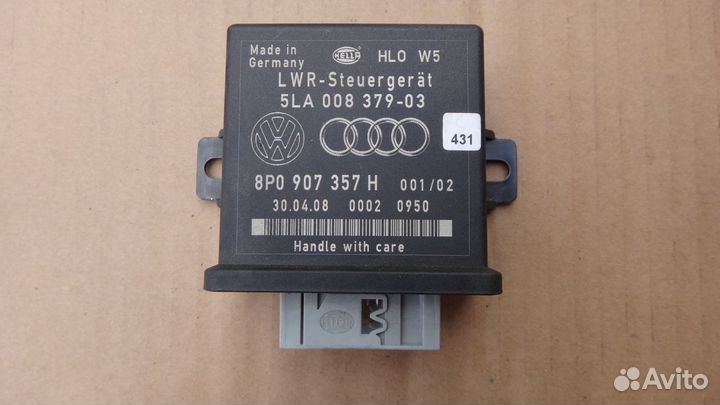 Made in
Germany
HELLA
HLO W5
LWR-Steuergerät
5LA 008 379-03
431
8P0 907 357 H 001/02
30.04.08 0002 0950
Handle with care
HELLA
Avito